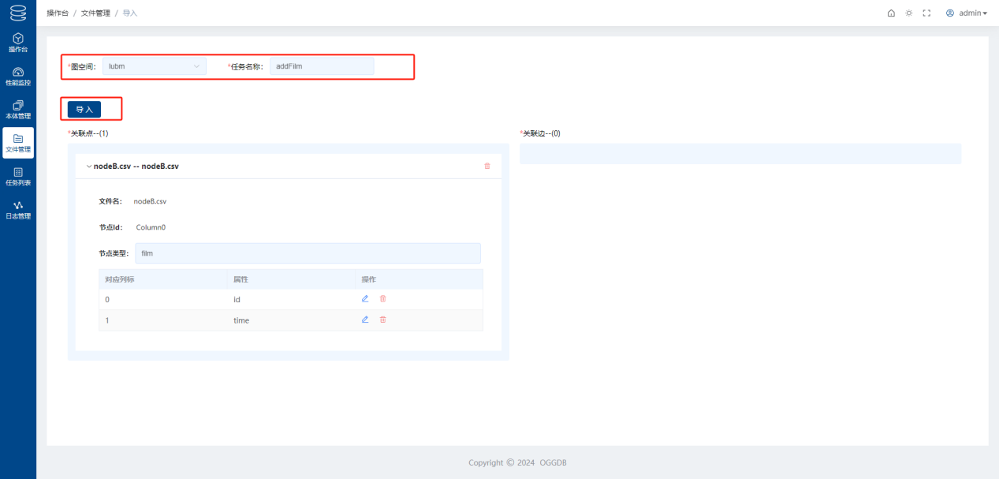 操作台 / 文件管理 / 导入
admin
操作台
性能监控
本体管理
文件管理
任务列表
日志管理
*图空间: lubm *任务名称: addFilm
导入
*关联点--(1)
*关联边--(0)
nodeB.csv -- nodeB.csv
文件名: nodeB.csv
节点Id: Column0
节点类型: film
对应列标 属性 操作
0 id
1 time
Copyright © 2024 OGGDB